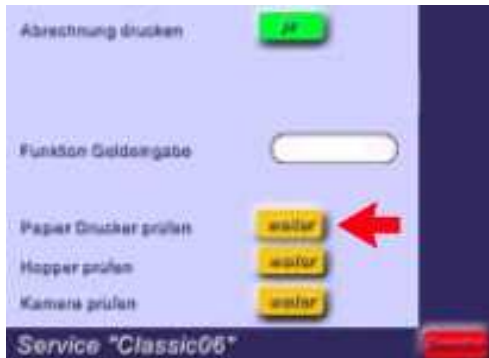 Abrechnung drucken
ja
Funktion Geldeingabe
Papier Drucker prüfen weiter
Hopper prüfen weiter
Kamera prüfen weiter
Service "Classic06"